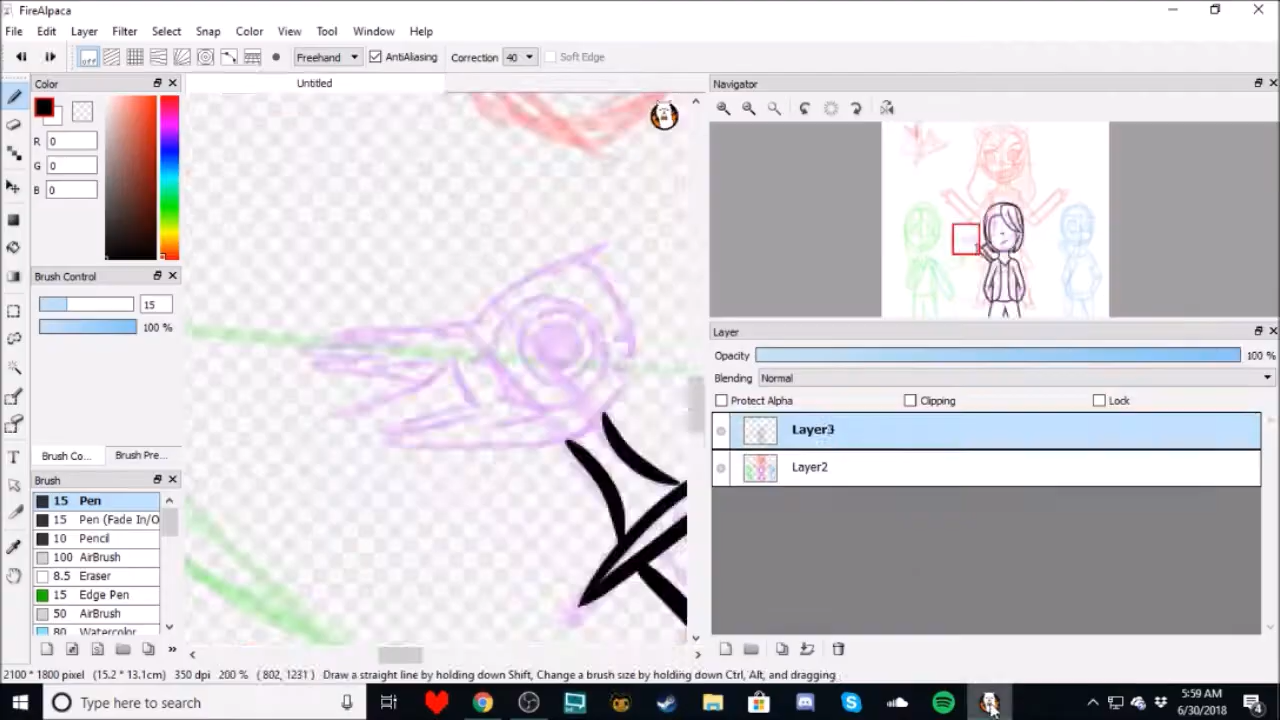 FireAlpaca
File Edit Layer Filter Select Snap Color View Tool Window Help
off Freehand AntiAliasing Correction 40 Soft Edge
Color
Untitled
Navigator
R 0
G 0
B 0
Brush Control
15
100 %
Layer
Opacity 100 %
Blending Normal
Protect Alpha Clipping Lock
Layer3
Layer2
Brush Co... Brush Pre...
Brush
15 Pen
15 Pen (Fade In/O
10 Pencil
100 AirBrush
8.5 Eraser
15 Edge Pen
50 AirBrush
80 Watercolor
2100 * 1800 pixel (15.2 * 13.1cm) 350 dpi 200 % ( 802, 1231 ) Draw a straight line by holding down Shift, Change a brush size by holding down Ctrl, Alt, and dragging
Type here to search
5:59 AM
6/30/2018
4